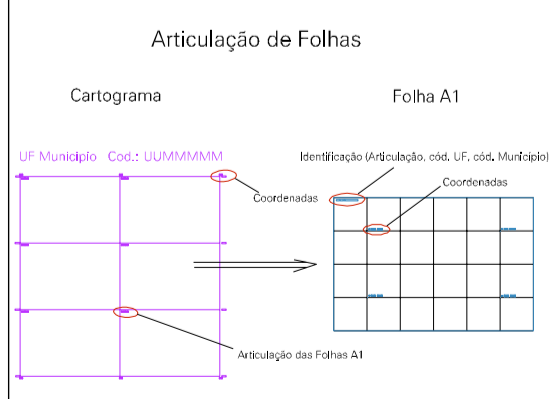 Articulação de Folhas
Cartograma
Folha A1
UF Municipio Cod.: UUMMMMM
Identificação (Articulação, cód. UF, cód. Município)
Coordenadas
Coordenadas
Articulação das Folhas A1